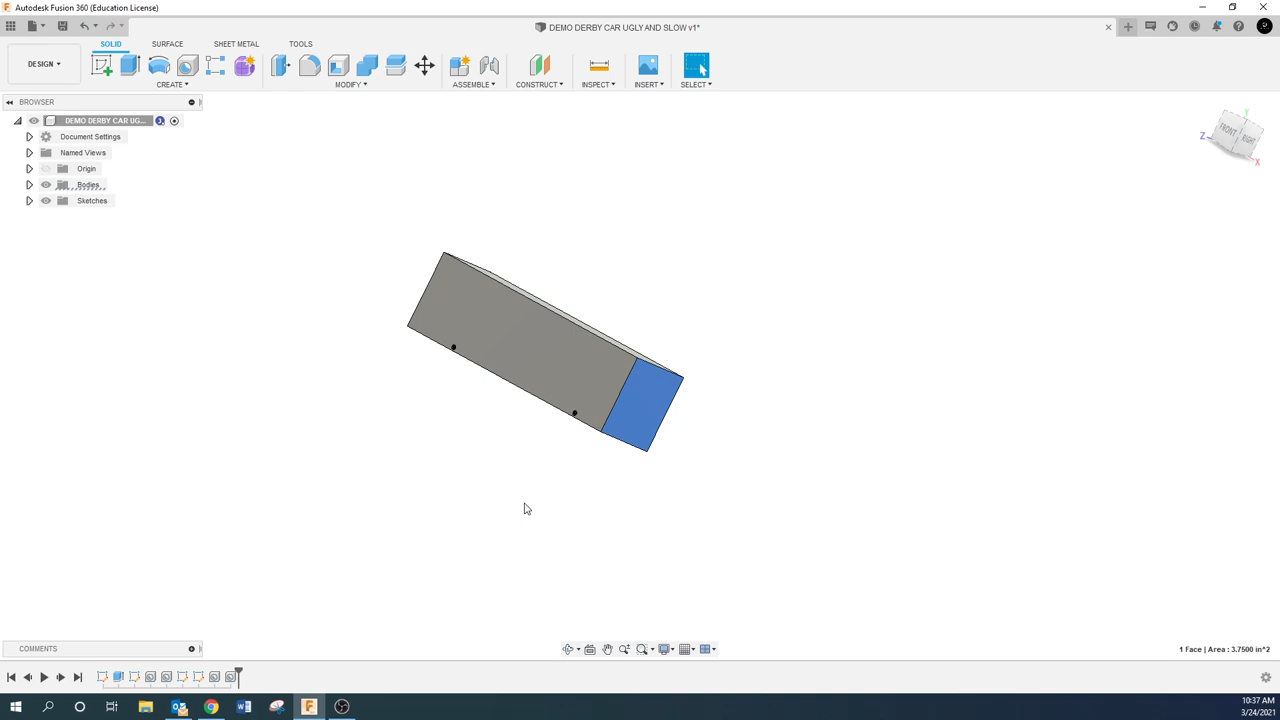 Autodesk Fusion 360 (Education License)
DEMO DERBY CAR UGLY AND SLOW v1*
DESIGN
SOLID
SURFACE
SHEET METAL
TOOLS
CREATE
MODIFY
ASSEMBLE
CONSTRUCT
INSPECT
INSERT
SELECT
BROWSER
DEMO DERBY CAR UG...
Document Settings
Named Views
Origin
Bodies
Sketches
FRONT
RIGHT
Y
Z
X
COMMENTS
1 Face | Area : 3.7500 in^2
10:37 AM
3/24/2021